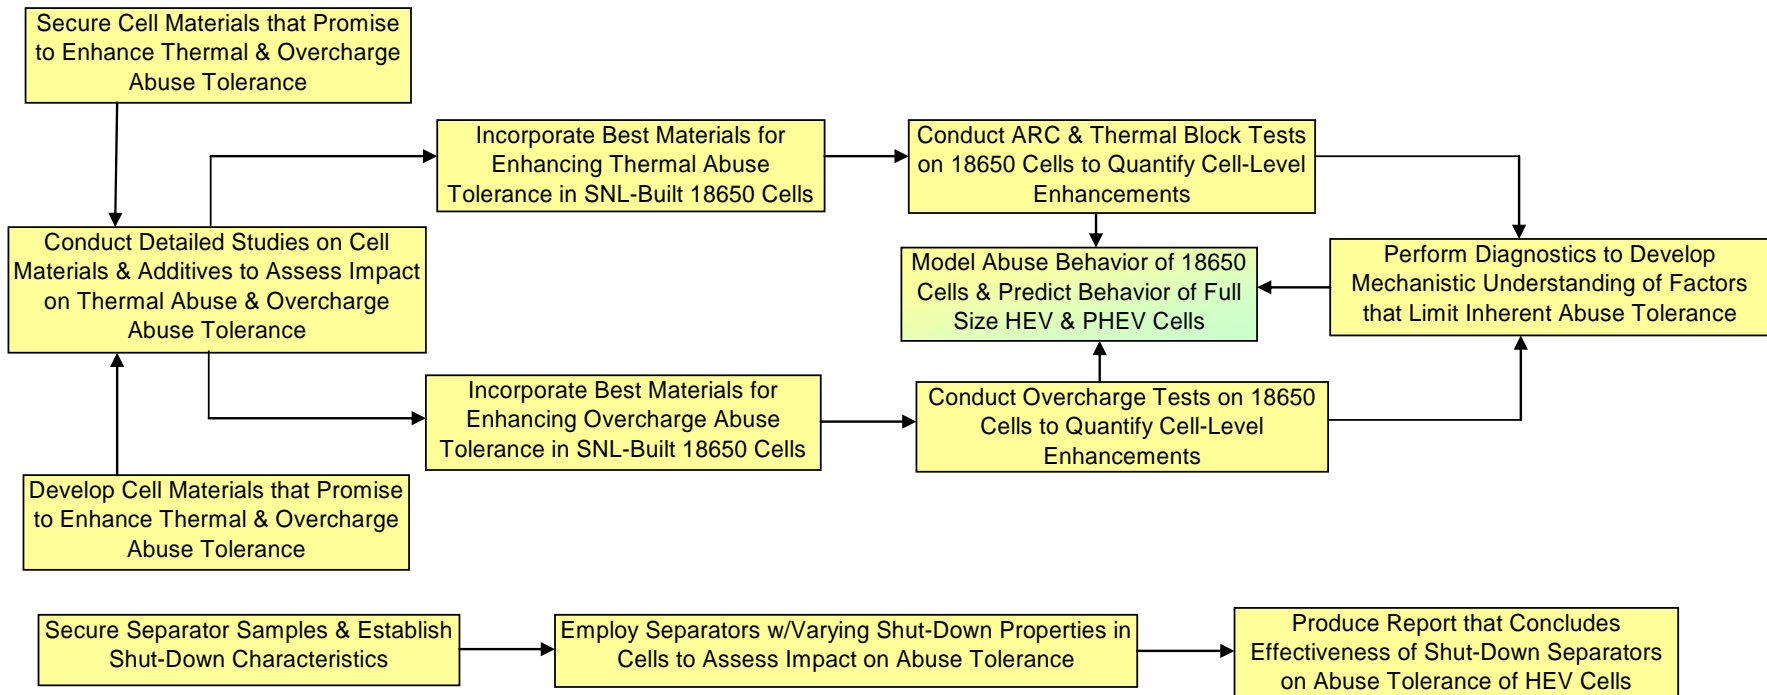 Secure Cell Materials that Promise
to Enhance Thermal & Overcharge
Abuse Tolerance
Incorporate Best Materials for
Enhancing Thermal Abuse
Tolerance in SNL-Built 18650 Cells
Conduct ARC & Thermal Block Tests
on 18650 Cells to Quantify Cell-Level
Enhancements
Conduct Detailed Studies on Cell
Materials & Additives to Assess Impact
on Thermal Abuse & Overcharge
Abuse Tolerance
Model Abuse Behavior of 18650
Cells & Predict Behavior of Full
Size HEV & PHEV Cells
Perform Diagnostics to Develop
Mechanistic Understanding of Factors
that Limit Inherent Abuse Tolerance
Incorporate Best Materials for
Enhancing Overcharge Abuse
Tolerance in SNL-Built 18650 Cells
Conduct Overcharge Tests on 18650
Cells to Quantify Cell-Level
Enhancements
Develop Cell Materials that Promise
to Enhance Thermal & Overcharge
Abuse Tolerance
Secure Separator Samples & Establish
Shut-Down Characteristics
Employ Separators w/Varying Shut-Down Properties in
Cells to Assess Impact on Abuse Tolerance
Produce Report that Concludes
Effectiveness of Shut-Down Separators
on Abuse Tolerance of HEV Cells